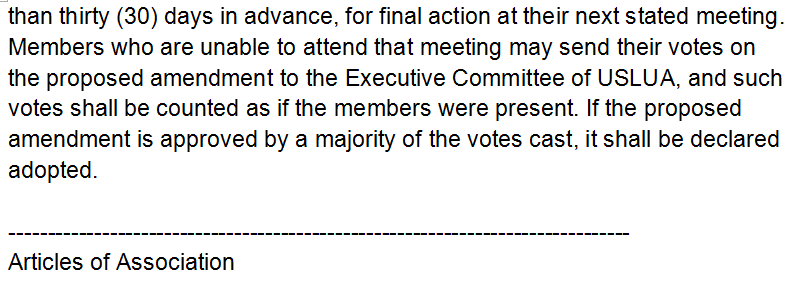 than thirty (30) days in advance, for final action at their next stated meeting.
Members who are unable to attend that meeting may send their votes on
the proposed amendment to the Executive Committee of USLUA, and such
votes shall be counted as if the members were present. If the proposed
amendment is approved by a majority of the votes cast, it shall be declared
adopted.
--------------------------------------------------------------------------------
Articles of Association